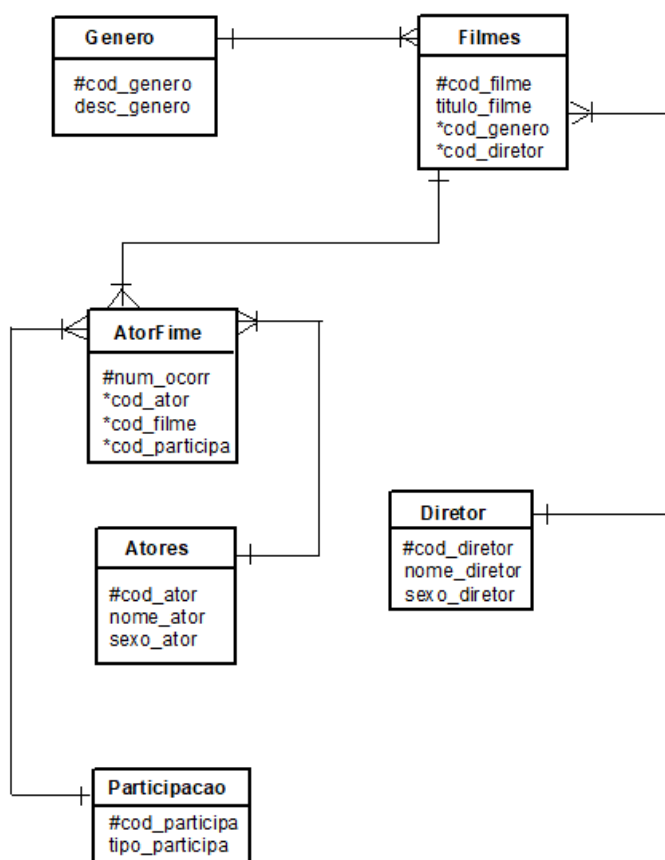 Genero
#cod_genero
desc_genero
Filmes
#cod_filme
titulo_filme
*cod_genero
*cod_diretor
AtorFime
#num_ocorr
*cod_ator
*cod_filme
*cod_participa
Atores
#cod_ator
nome_ator
sexo_ator
Diretor
#cod_diretor
nome_diretor
sexo_diretor
Participacao
#cod_participa
tipo_participa